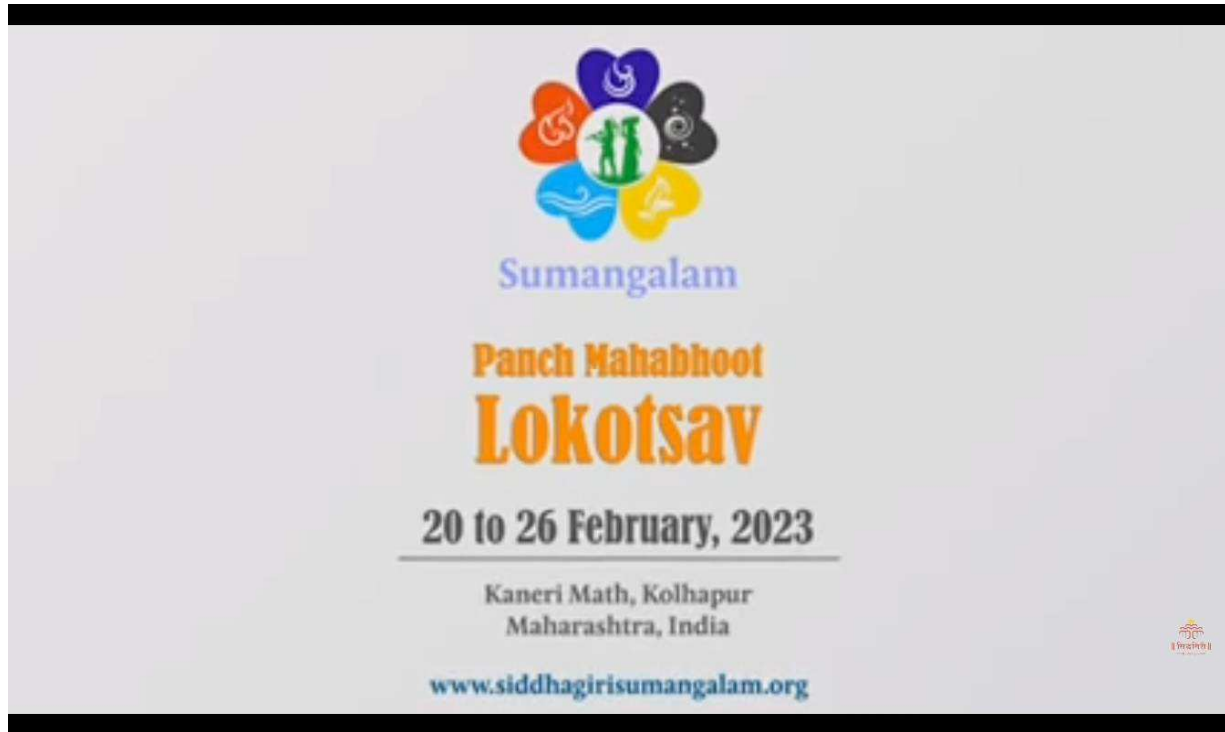 Sumangalam
Panch Mahabhoot
Lokotsav
20 to 26 February, 2023
Kaneri Math, Kolhapur
Maharashtra, India
www.siddhagirisumangalam.org